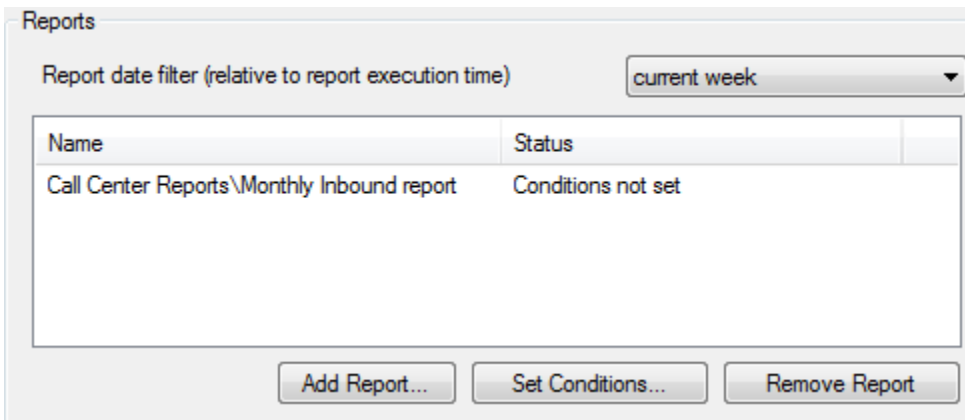 Reports
Report date filter (relative to report execution time) current week
Name Status
Call Center Reports\Monthly Inbound report Conditions not set
Add Report... Set Conditions... Remove Report